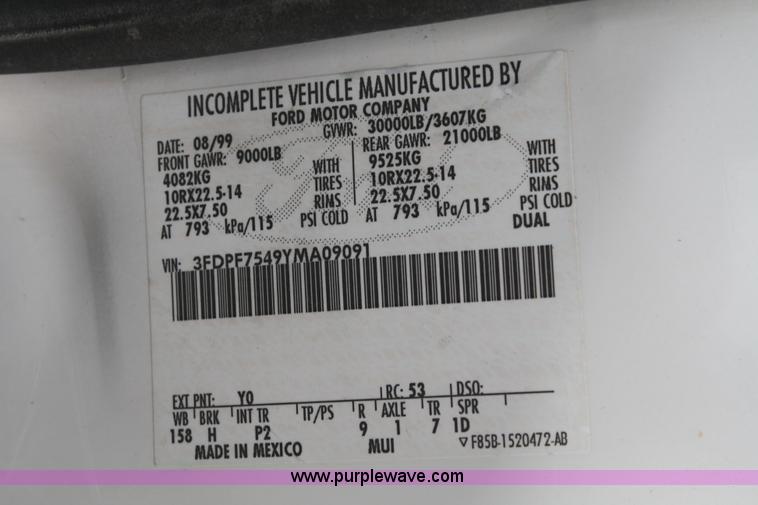 INCOMPLETE VEHICLE MANUFACTURED BY
FORD MOTOR COMPANY
DATE: 08/99 GVWR: 30000LB/3607KG
FRONT GAWR: 9000LB REAR GAWR: 21000LB
4082KG WITH 9525KG WITH
10RX22.5-14 TIRES 10RX22.5-14 TIRES
22.5X7.50 RIMS 22.5X7.50 RIMS
AT 793 kPa/115 PSI COLD AT 793 kPa/115 PSI COLD
DUAL
VIN: 3FDPF7549YMA09091
EXT PNT: Y0 RC: 53 DSO:
WB BRK INT TR TP/PS R AXLE TR SPR
158 H P2 9 1 7 1D
MADE IN MEXICO MUI ▽F85B-1520472-AB
www.purplewave.com